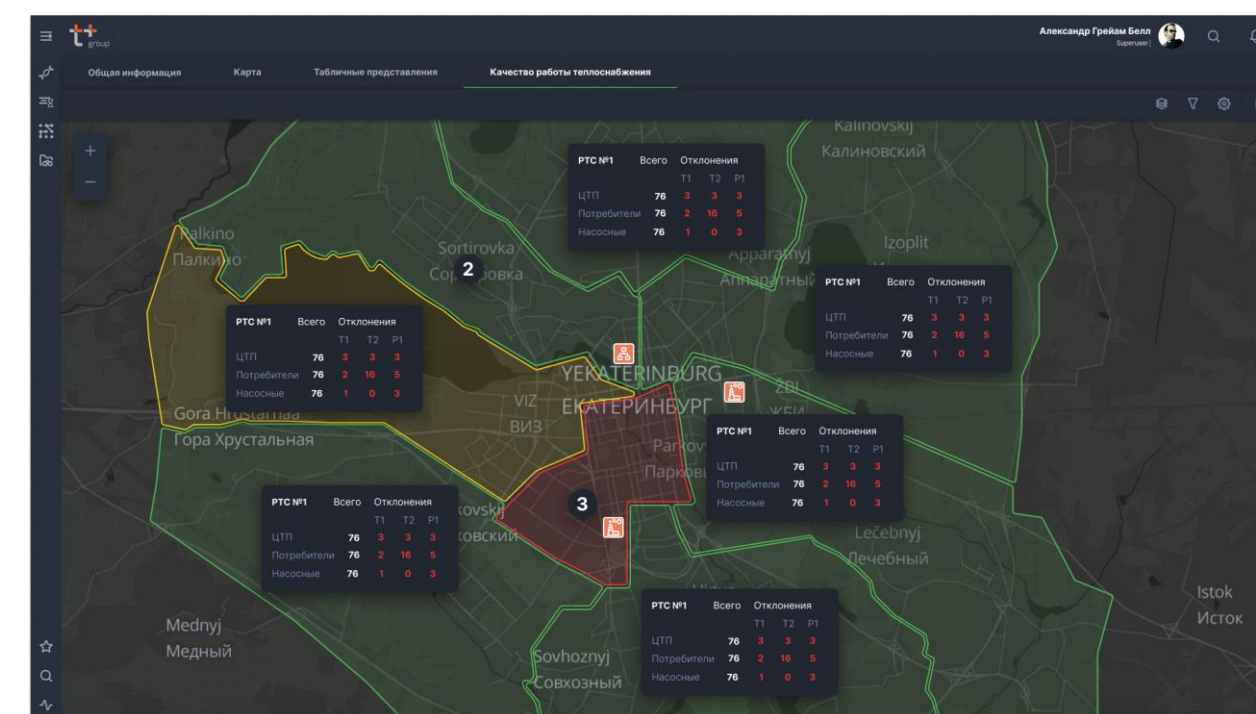 t+
group
Александр Грейам Белл
Superuser
Общая информация Карта Табличные представления Качество работы теплоснабжения
+
−
Kalinovskij
Калиновский
РТС №1 Всего Отклонения
T1 T2 P1
ЦТП 76 3 3 3
Потребители 76 2 16 5
Насосные 76 1 0 3
Palkino
Палкино
Sortirovka
2
Apparatnyj
Аппаратный
Izoplit
РТС №1 Всего Отклонения
T1 T2 P1
ЦТП 76 3 3 3
Потребители 76 2 16 5
Насосные 76 1 0 3
РТС №1 Всего Отклонения
T1 T2 P1
ЦТП 76 3 3 3
Потребители 76 2 16 5
Насосные 76 1 0 3
YEKATERINBURG
ЕКАТЕРИНБУРГ
VIZ
ВИЗ
ŽBI
ЖБИ
Gora Hrustal'naa
Гора Хрустальная
РТС №1 Всего Отклонения
T1 T2 P1
ЦТП 76 3 3 3
Потребители 76 2 16 5
Насосные 76 1 0 3
РТС №1 Всего Отклонения
T1 T2 P1
ЦТП 76 3 3 3
Потребители 76 2 16 5
Насосные 76 1 0 3
3
Lečebnyj
Лечебный
Istok
Исток
РТС №1 Всего Отклонения
T1 T2 P1
ЦТП 76 3 3 3
Потребители 76 2 16 5
Насосные 76 1 0 3
Mednyj
Медный
Sovhoznyj
Совхозный